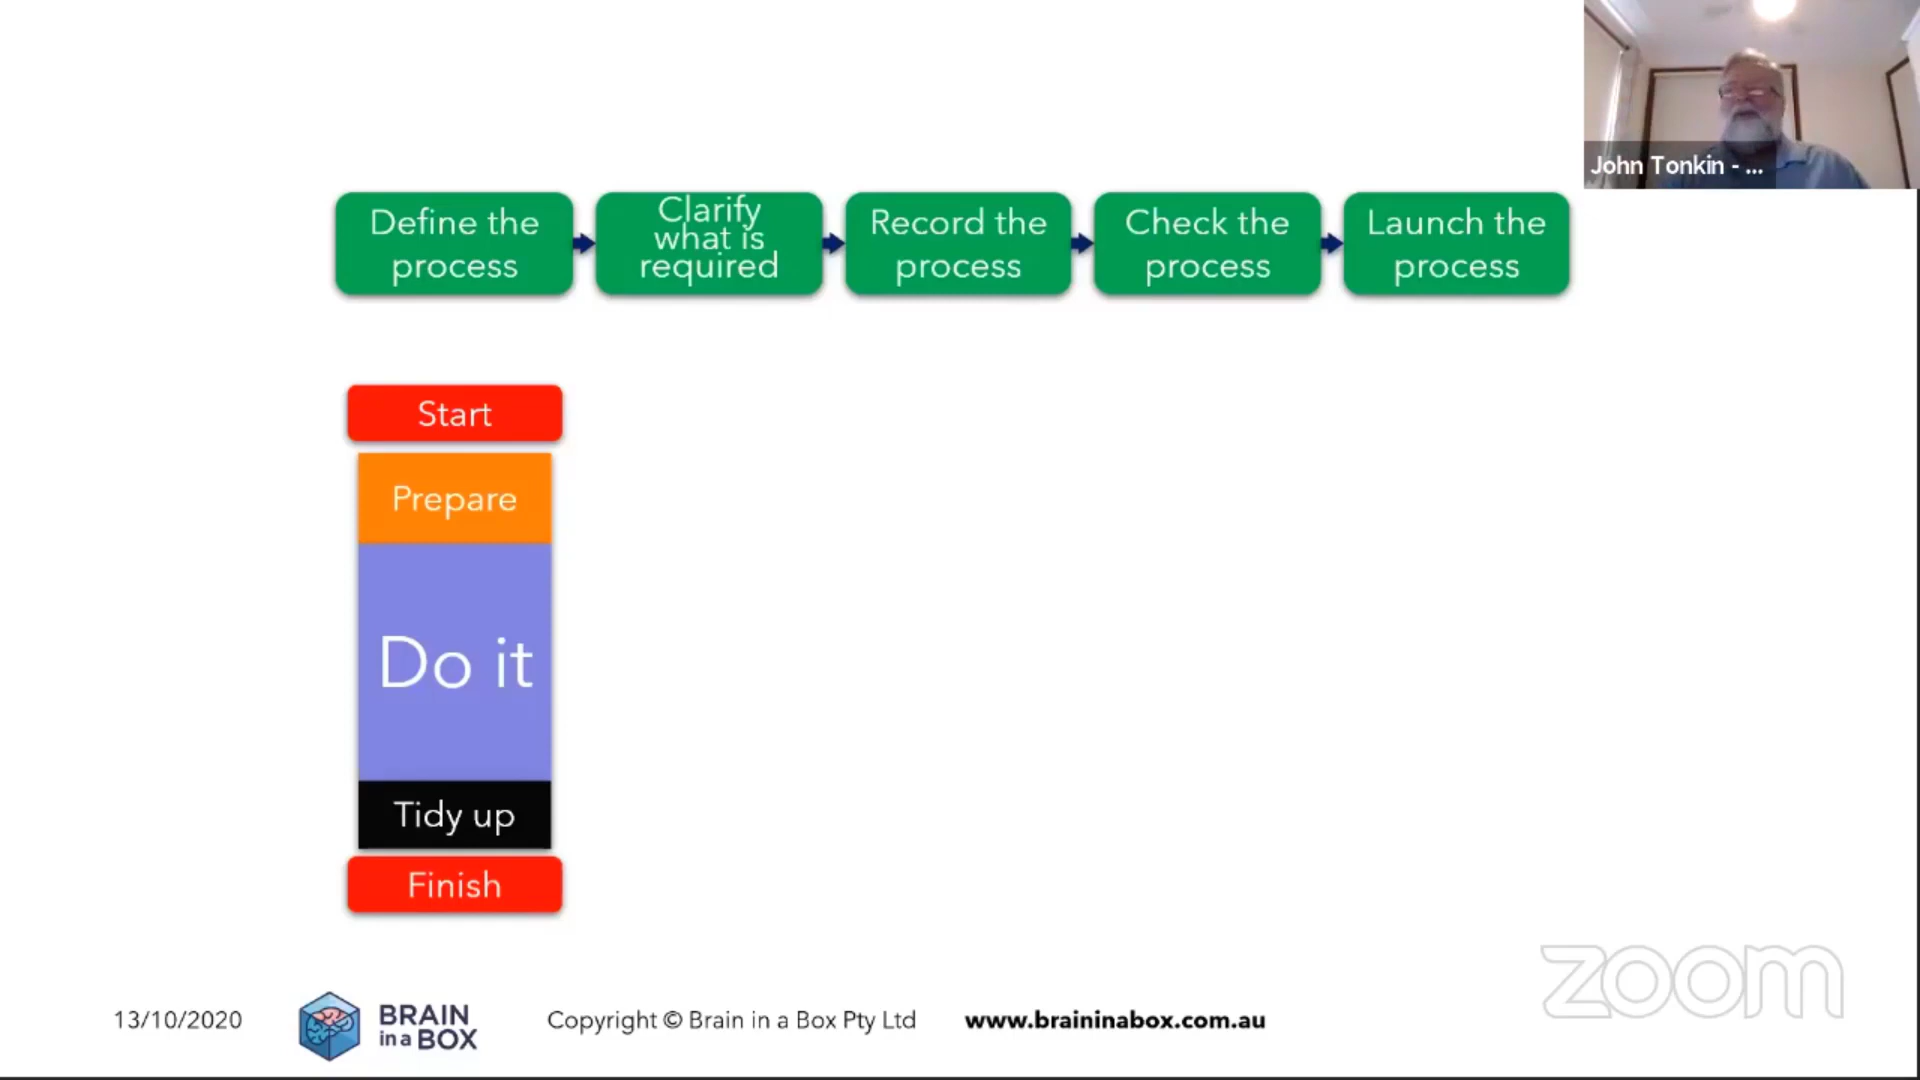 John Tonkin - ...
Define the
process
Clarify
what is
required
Record the
process
Check the
process
Launch the
process
Start
Prepare
Do it
Tidy up
Finish
zoom
13/10/2020
BRAIN
in a BOX
Copyright © Brain in a Box Pty Ltd
www.braininabox.com.au